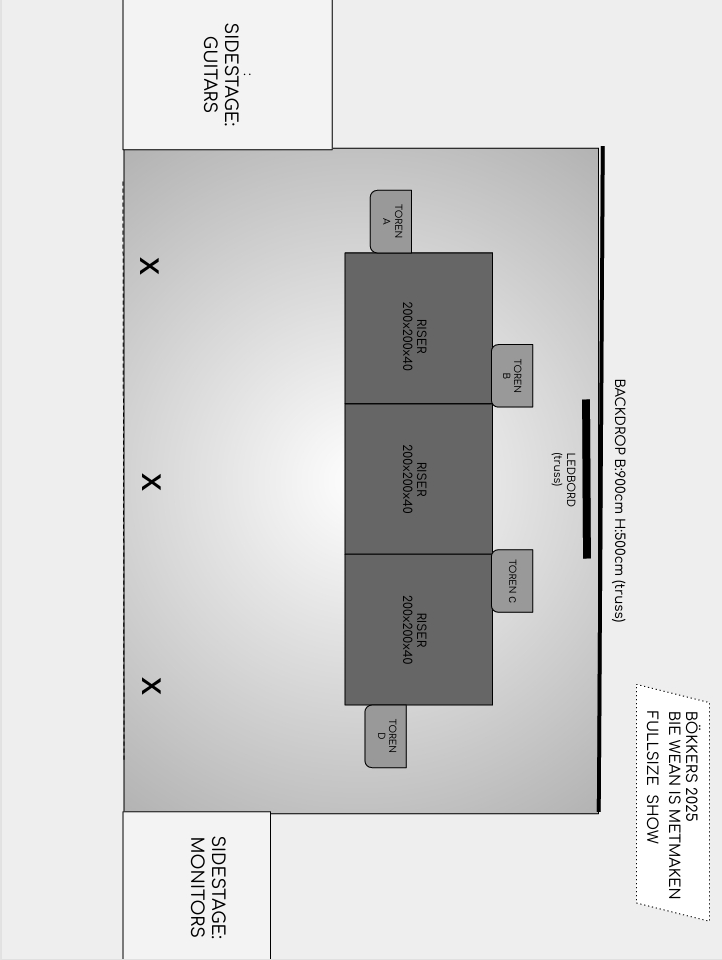 BÖKKERS 2025
BIE WEAN IS METMAKEN
FULLSIZE SHOW
BACKDROP B:900cm H:500cm (truss)
LEDBORD
(truss)
TOREN
B
TOREN C
TOREN
A
RISER
200x200x40
RISER
200x200x40
RISER
200x200x40
TOREN
D
SIDESTAGE:
GUITARS
:
SIDESTAGE:
MONITORS
X
X
X